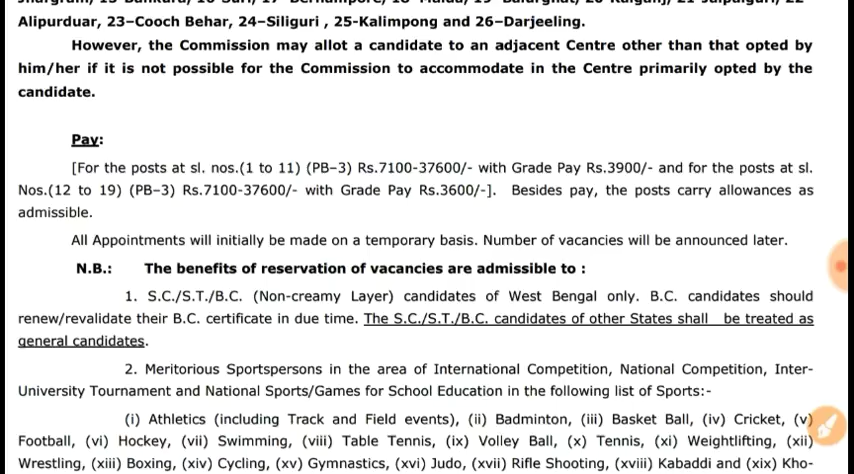 Alipurduar, 23–Cooch Behar, 24–Siliguri , 25-Kalimpong and 26–Darjeeling.
However, the Commission may allot a candidate to an adjacent Centre other than that opted by
him/her if it is not possible for the Commission to accommodate in the Centre primarily opted by the
candidate.
Pay:
[For the posts at sl. nos.(1 to 11) (PB–3) Rs.7100-37600/- with Grade Pay Rs.3900/- and for the posts at sl.
Nos.(12 to 19) (PB–3) Rs.7100-37600/- with Grade Pay Rs.3600/-]. Besides pay, the posts carry allowances as
admissible.
All Appointments will initially be made on a temporary basis. Number of vacancies will be announced later.
N.B.: The benefits of reservation of vacancies are admissible to :
1. S.C./S.T./B.C. (Non-creamy Layer) candidates of West Bengal only. B.C. candidates should
renew/revalidate their B.C. certificate in due time. The S.C./S.T./B.C. candidates of other States shall be treated as
general candidates.
2. Meritorious Sportspersons in the area of International Competition, National Competition, Inter-
University Tournament and National Sports/Games for School Education in the following list of Sports:-
(i) Athletics (including Track and Field events), (ii) Badminton, (iii) Basket Ball, (iv) Cricket, (v)
Football, (vi) Hockey, (vii) Swimming, (viii) Table Tennis, (ix) Volley Ball, (x) Tennis, (xi) Weightlifting, (xii)
Wrestling, (xiii) Boxing, (xiv) Cycling, (xv) Gymnastics, (xvi) Judo, (xvii) Rifle Shooting, (xviii) Kabaddi and (xix) Kho-